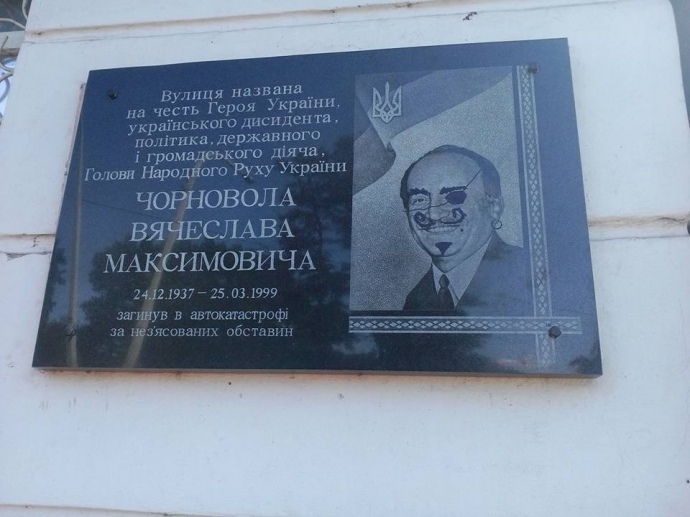 Вулиця названа
на честь Героя України,
українського дисидента,
політика, державного
і громадського діяча,
Голови Народного Руху України
ЧОРНОВОЛА
ВЯЧЕСЛАВА
МАКСИМОВИЧА
24.12.1937 – 25.03.1999
загинув в автокатастрофі
за нез'ясованих обставин